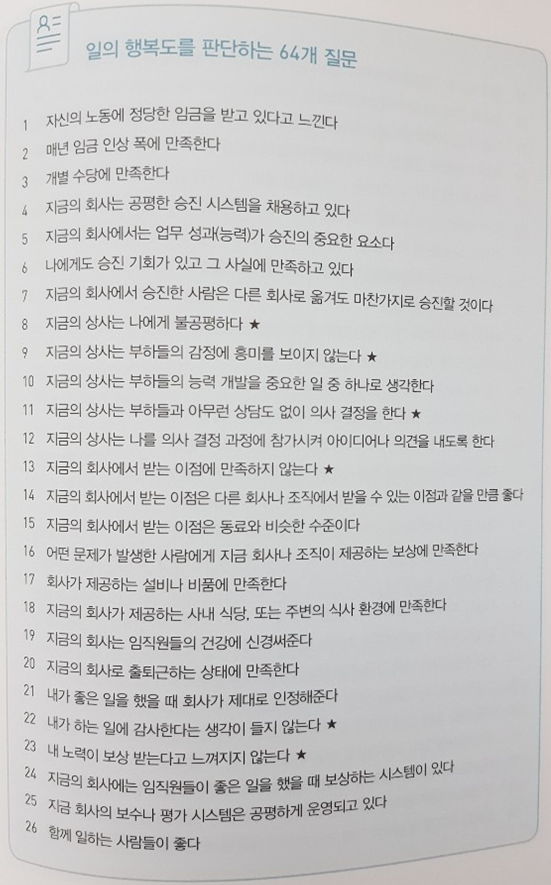 일의 행복도를 판단하는 64개 질문
1 자신의 노동에 정당한 임금을 받고 있다고 느낀다
2 매년 임금 인상 폭에 만족한다
3 개별 수당에 만족한다
4 지금의 회사는 공평한 승진 시스템을 채용하고 있다
5 지금의 회사에서는 업무 성과(능력)가 승진의 중요한 요소다
6 나에게도 승진 기회가 있고 그 사실에 만족하고 있다
7 지금의 회사에서 승진한 사람은 다른 회사로 옮겨도 마찬가지로 승진할 것이다
8 지금의 상사는 나에게 불공평하다 ★
9 지금의 상사는 부하들의 감정에 흥미를 보이지 않는다 ★
10 지금의 상사는 부하들의 능력 개발을 중요한 일 중 하나로 생각한다
11 지금의 상사는 부하들과 아무런 상담도 없이 의사 결정을 한다 ★
12 지금의 상사는 나를 의사 결정 과정에 참가시켜 아이디어나 의견을 내도록 한다
13 지금의 회사에서 받는 이점에 만족하지 않는다 ★
14 지금의 회사에서 받는 이점은 다른 회사나 조직에서 받을 수 있는 이점과 같을 만큼 좋다
15 지금의 회사에서 받는 이점은 동료와 비슷한 수준이다
16 어떤 문제가 발생한 사람에게 지금 회사나 조직이 제공하는 보상에 만족한다
17 회사가 제공하는 설비나 비품에 만족한다
18 지금의 회사가 제공하는 사내 식당, 또는 주변의 식사 환경에 만족한다
19 지금의 회사는 임직원들의 건강에 신경써준다
20 지금의 회사로 출퇴근하는 상태에 만족한다
21 내가 좋은 일을 했을 때 회사가 제대로 인정해준다
22 내가 하는 일에 감사한다는 생각이 들지 않는다 ★
23 내 노력이 보상 받는다고 느껴지지 않는다 ★
24 지금의 회사에는 임직원들이 좋은 일을 했을 때 보상하는 시스템이 있다
25 지금 회사의 보수나 평가 시스템은 공평하게 운영되고 있다
26 함께 일하는 사람들이 좋다